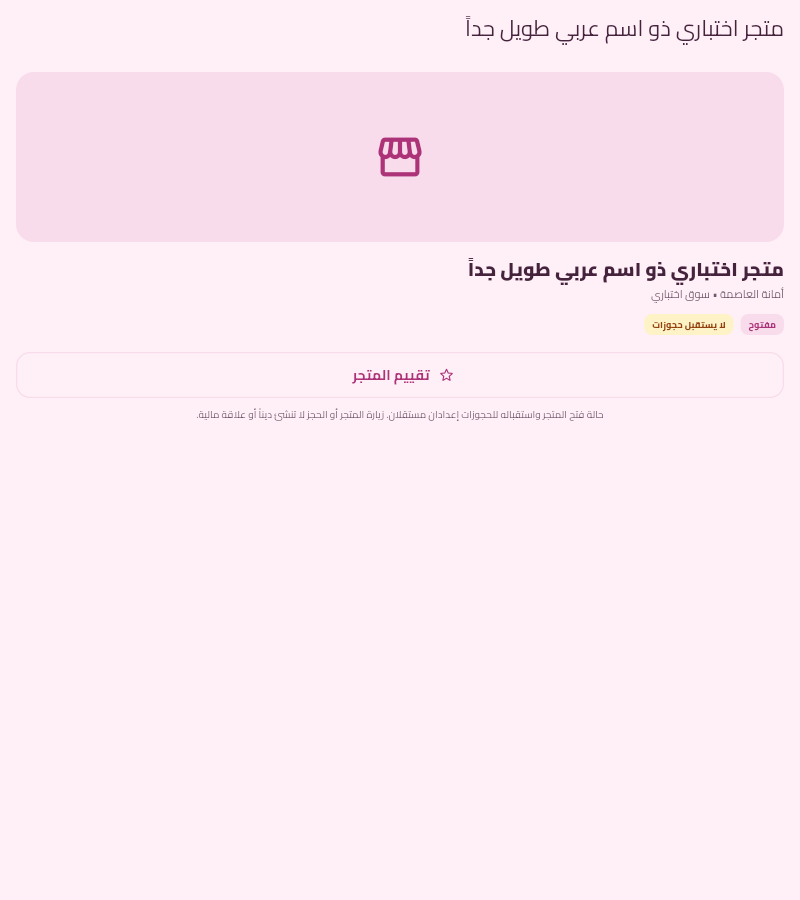 متجر اختباري ذو اسم عربي طويل جداً
متجر اختباري ذو اسم عربي طويل جداً
أمانة العاصمة • سوق اختباري
مفتوح
لا يستقبل حجوزات
تقييم المتجر
حالة فتح المتجر واستقباله للحجوزات إعدادان مستقلان. زيارة المتجر أو الحجز لا تنشئ ديناً أو علاقة مالية.